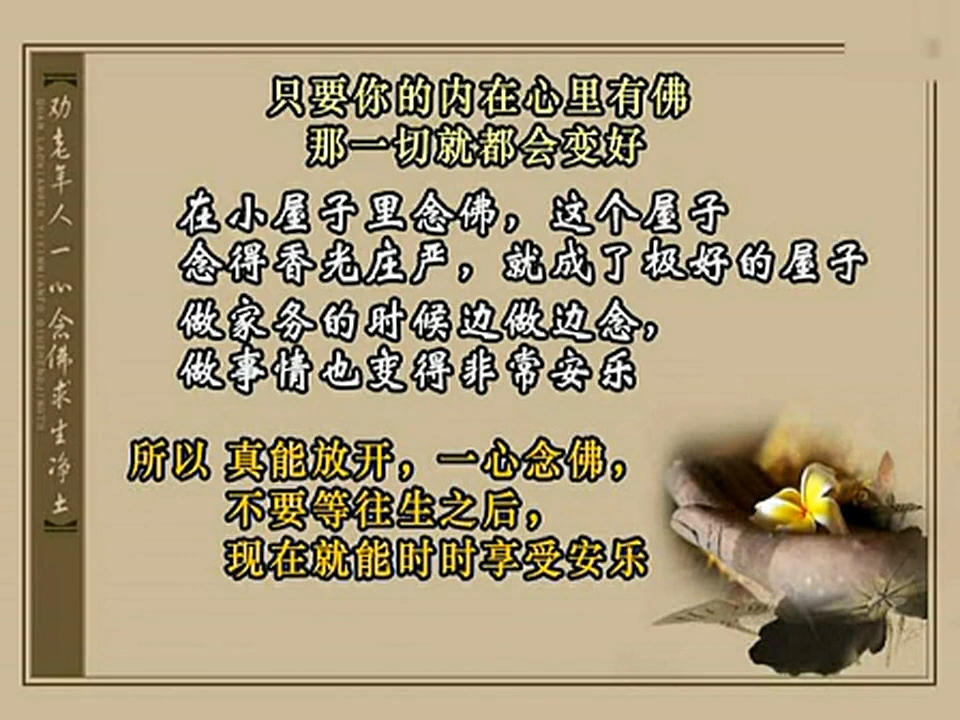 只要你的内在心里有佛
那一切就都会变好
在小屋子里念佛，这个屋子
念得香光庄严，就成了极好的屋子
做家务的时候边做边念，
做事情也变得非常安乐
所以 真能放开，一心念佛，
不要等往生之后，
现在就能时时享受安乐
【劝老年人一心念佛求生净土】